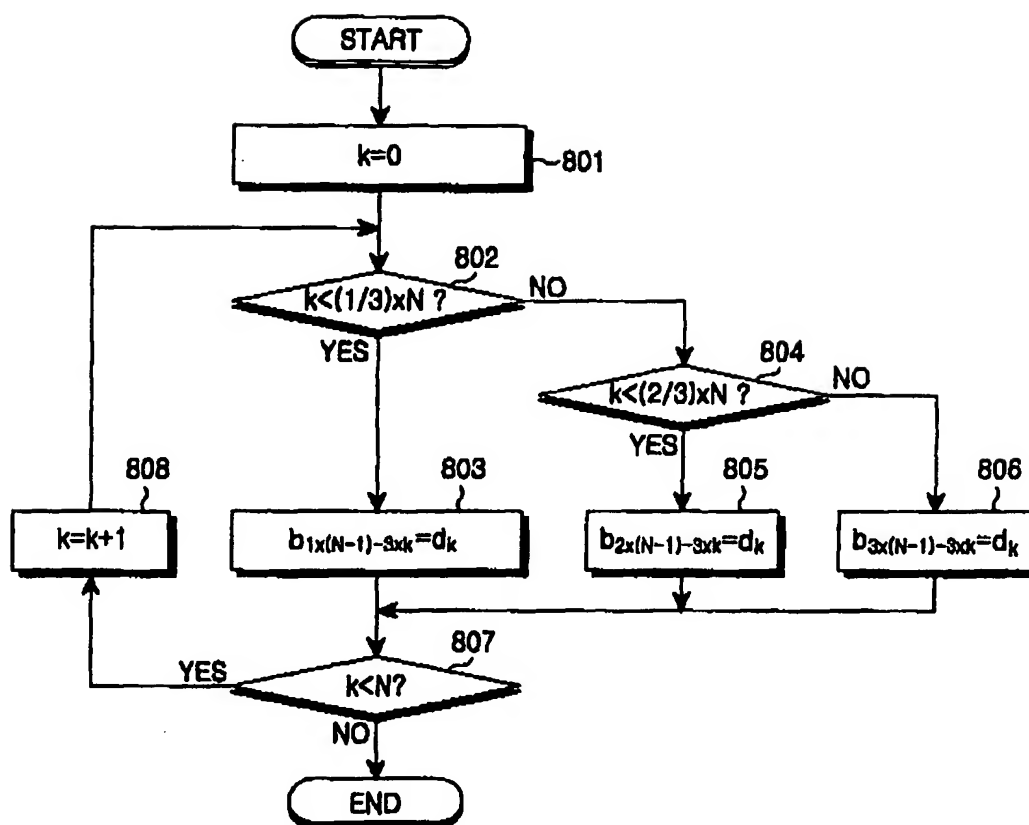 START
k=0
801
802
k<(1/3)xN ?
NO
YES
804
k<(2/3)xN ?
NO
YES
808
k=k+1
803
b1x(N-1)-3xk=dk
805
b2x(N-1)-3xk=dk
806
b3x(N-1)-3xk=dk
807
YES
k<N?
NO
END